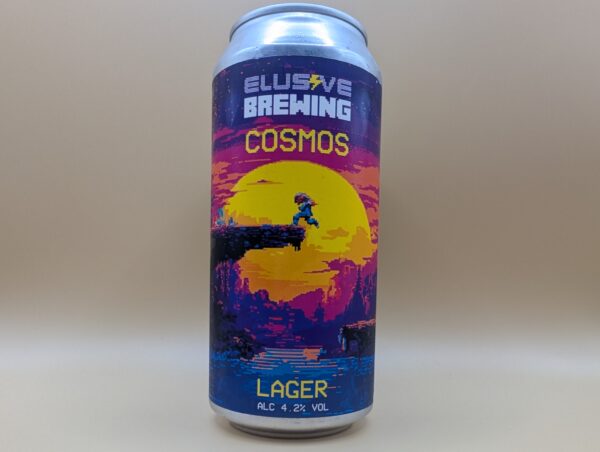 ELUSIVE
BREWING
COSMOS
LAGER
ALC 4.2% VOL